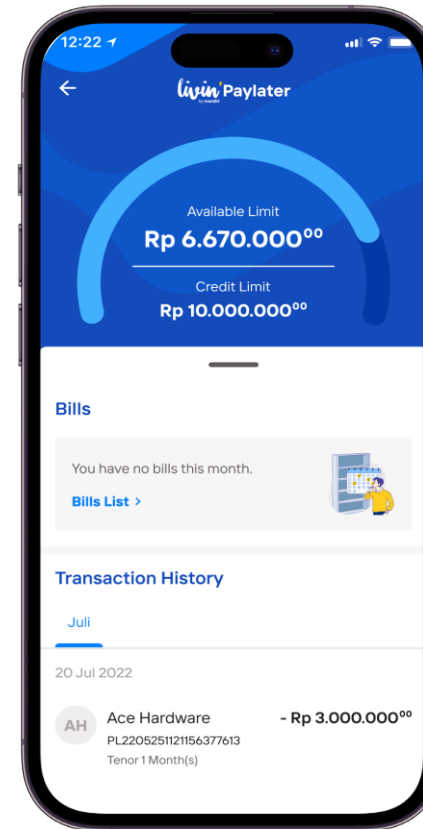 12:22
livin' Paylater
by mandiri
Available Limit
Rp 6.670.000⁰⁰
Credit Limit
Rp 10.000.000⁰⁰
Bills
You have no bills this month.
Bills List >
Transaction History
Juli
20 Jul 2022
AH
Ace Hardware
- Rp 3.000.000⁰⁰
PL2205251121156377613
Tenor 1 Month(s)